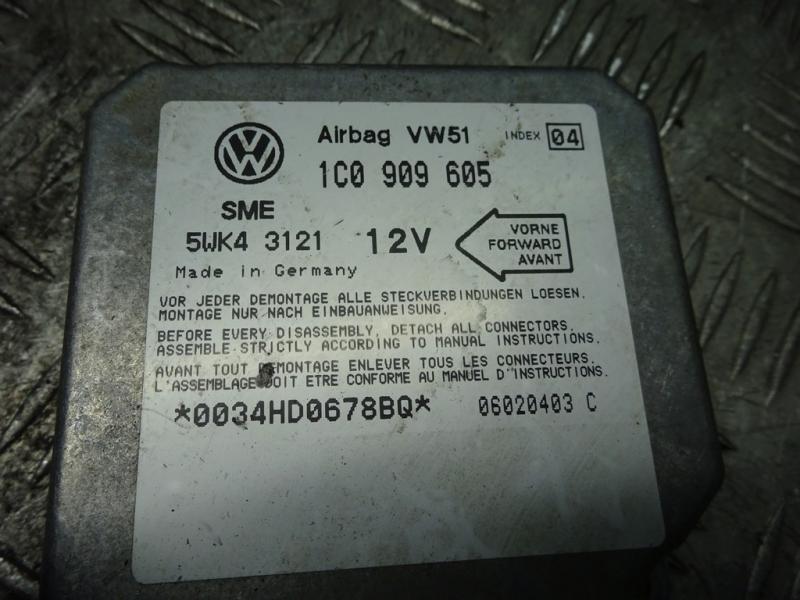 VW
Airbag VW51 INDEX 04
1C0 909 605
SME
5WK4 3121 12V
VORNE
FORWARD
AVANT
Made in Germany
VOR JEDER DEMONTAGE ALLE STECKVERBINDUNGEN LOESEN.
MONTAGE NUR NACH EINBAUANWEISUNG.
BEFORE EVERY DISASSEMBLY, DETACH ALL CONNECTORS.
ASSEMBLE STRICTLY ACCORDING TO MANUAL INSTRUCTIONS.
AVANT TOUT DEMONTAGE ENLEVER TOUS LES CONNECTEURS.
L'ASSEMBLAGE DOIT ETRE CONFORME AU MANUEL D'INSTRUCTIONS.
*0034HD0678BQ* 06020403 C